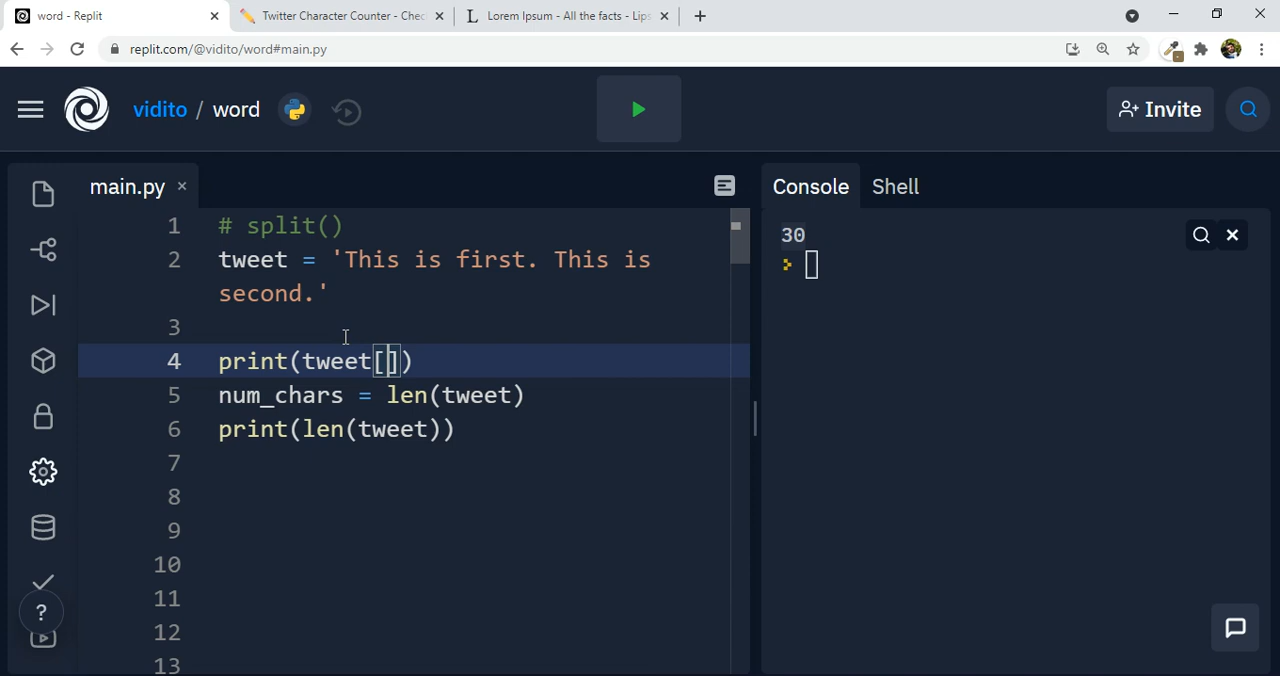 word - Replit
Twitter Character Counter - Chec
Lorem Ipsum - All the facts - Lips
replit.com/@vidito/word#main.py
vidito / word
Invite
main.py
Console
Shell
1 # split()
2 tweet = 'This is first. This is
second.'
3
4 print(tweet[])
5 num_chars = len(tweet)
6 print(len(tweet))
7
8
9
10
11
12
13
30
?